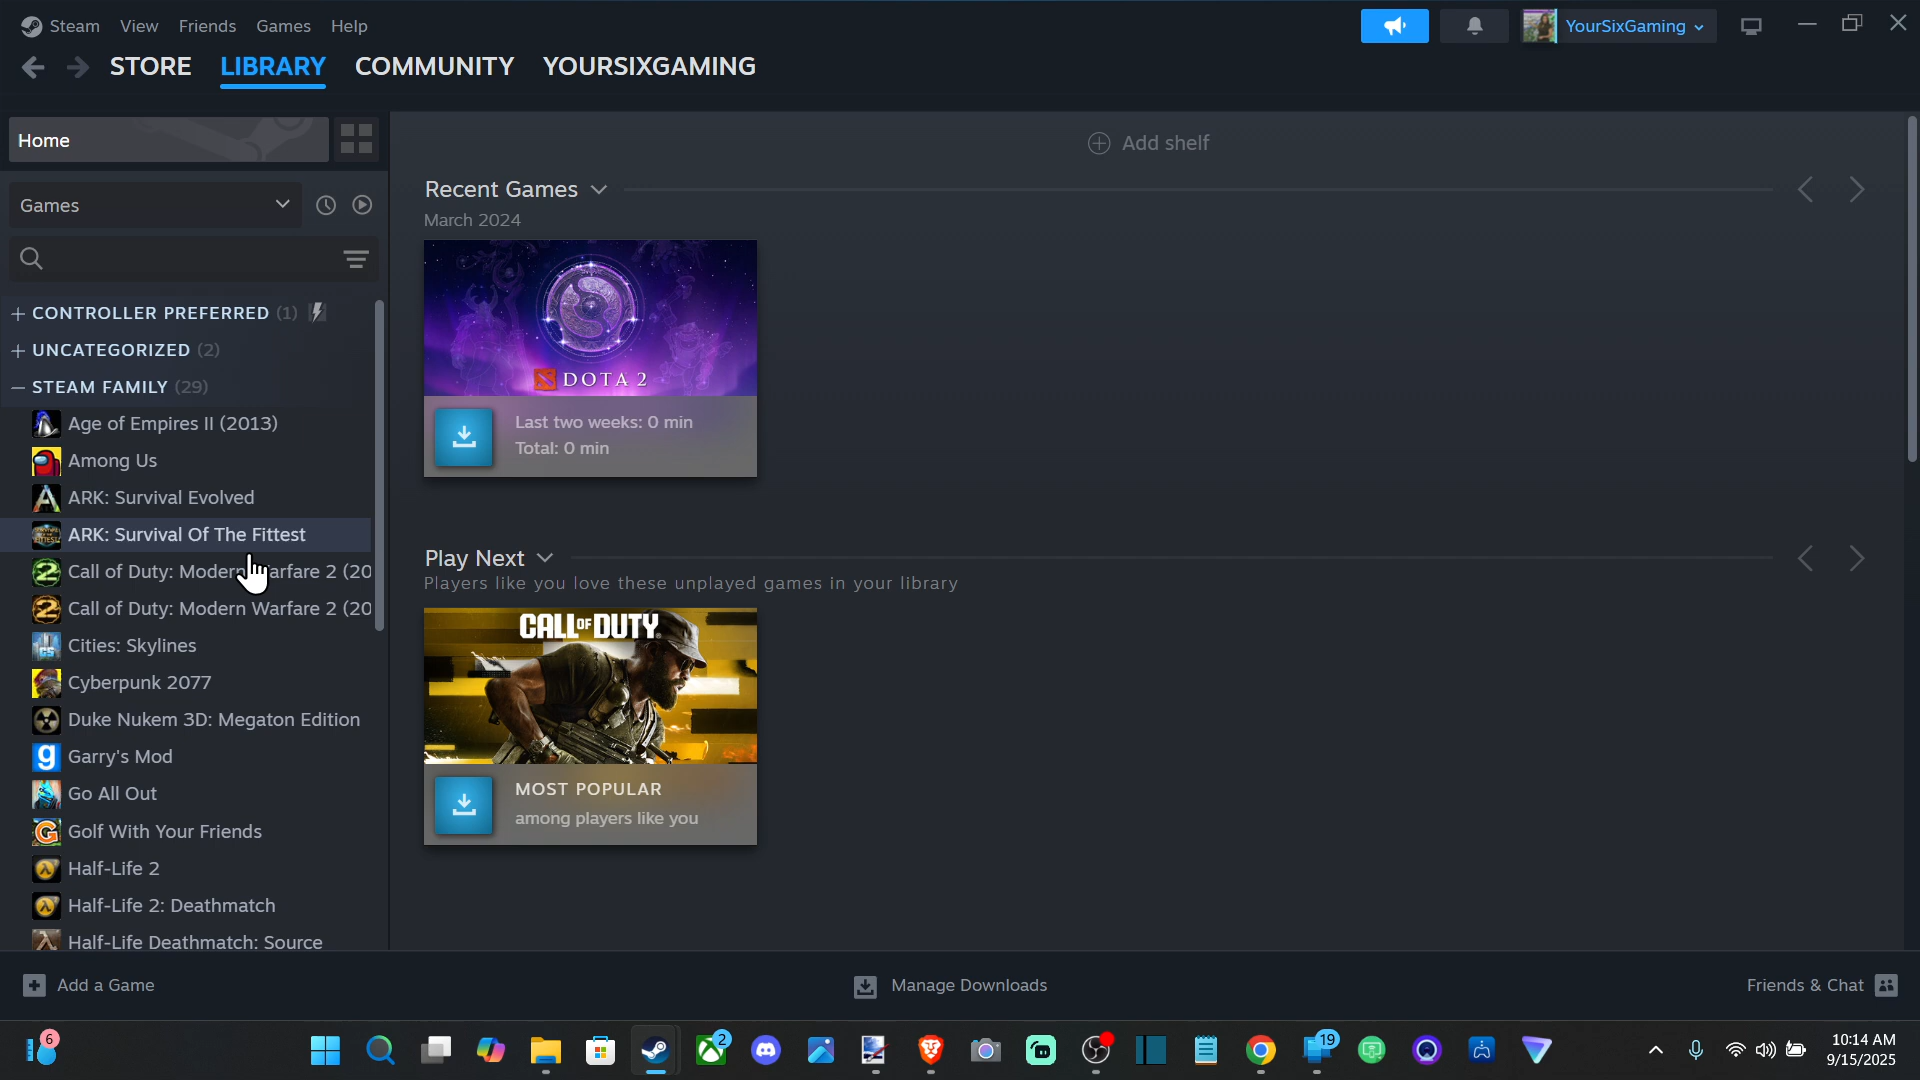 Steam View Friends Games Help
YourSixGaming
STORE LIBRARY COMMUNITY YOURSIXGAMING
Home
Add shelf
Games
Recent Games
March 2024
DOTA 2
Last two weeks: 0 min
Total: 0 min
CONTROLLER PREFERRED (1)
UNCATEGORIZED (2)
STEAM FAMILY (29)
Age of Empires II (2013)
Among Us
ARK: Survival Evolved
ARK: Survival Of The Fittest
Call of Duty: Modern Warfare 2 (20
Call of Duty: Modern Warfare 2 (20
Cities: Skylines
Cyberpunk 2077
Duke Nukem 3D: Megaton Edition
Garry's Mod
Go All Out
Golf With Your Friends
Half-Life 2
Half-Life 2: Deathmatch
Half-Life Deathmatch: Source
Play Next
Players like you love these unplayed games in your library
CALL OF DUTY
MOST POPULAR
among players like you
Add a Game
Manage Downloads
Friends & Chat
6
2
19
10:14 AM
9/15/2025